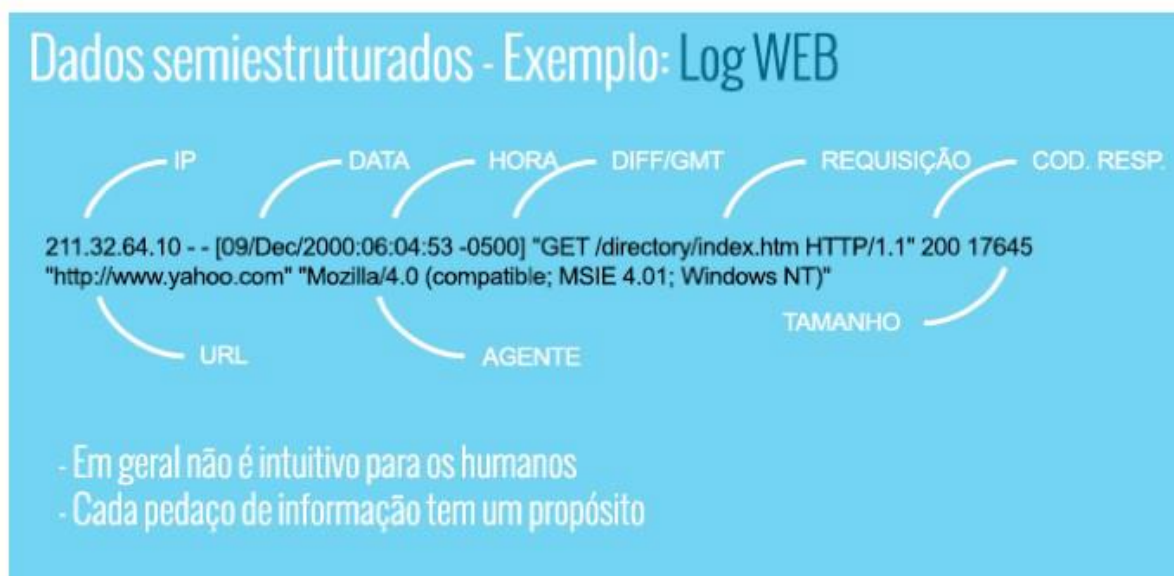 Dados semiestruturados - Exemplo: Log WEB
IP DATA HORA DIFF/GMT REQUISIÇÃO COD. RESP.
211.32.64.10 - - [09/Dec/2000:06:04:53 -0500] "GET /directory/index.htm HTTP/1.1" 200 17645
"http://www.yahoo.com" "Mozilla/4.0 (compatible; MSIE 4.01; Windows NT)"
TAMANHO
URL AGENTE
- Em geral não é intuitivo para os humanos
- Cada pedaço de informação tem um propósito